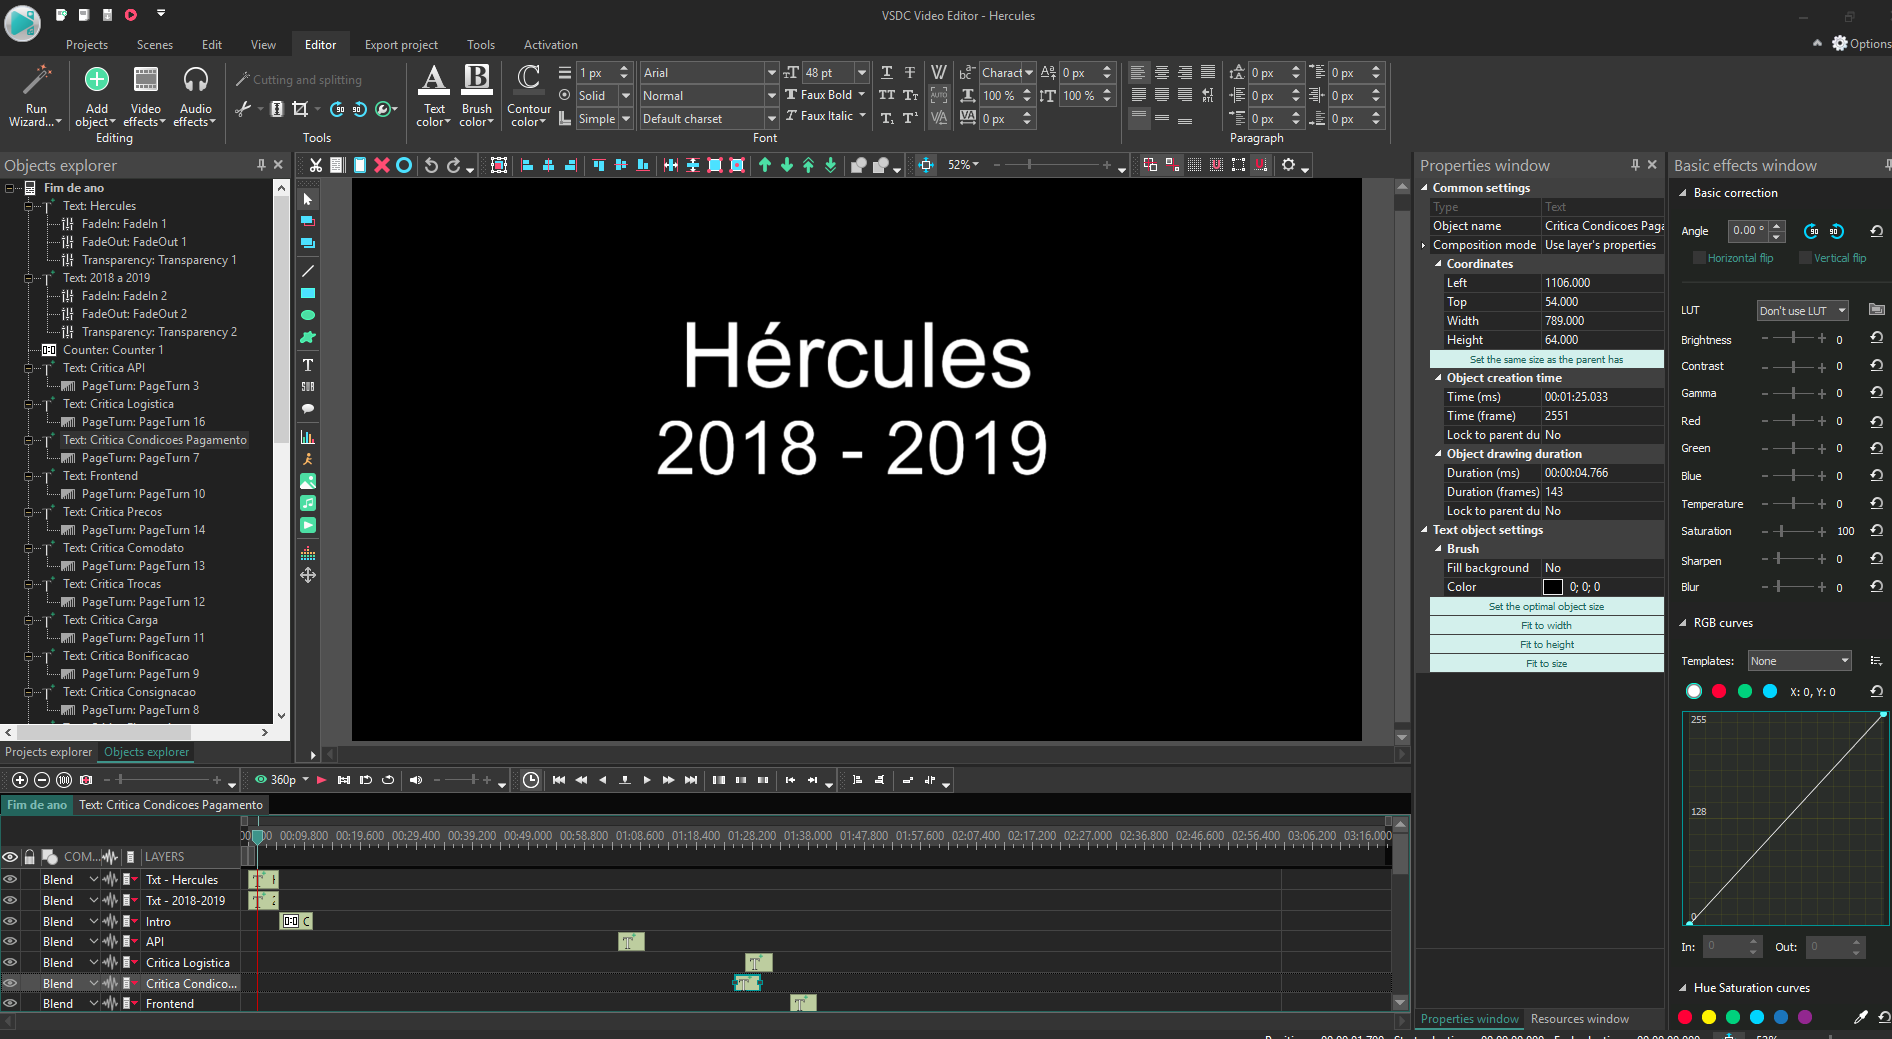 VSDC Video Editor - Hercules
Projects Scenes Edit View Editor Export project Tools Activation
Options
Run Wizard...
Add object
Video effects
Audio effects
Editing
Cutting and splitting
Tools
Text color
Brush color
Contour color
1 px
Solid
Simple
Arial
Normal
Default charset
48 pt
Faux Bold
Faux Italic
Font
Charact
100 %
0 px
0 px
100 %
0 px 0 px
0 px 0 px
0 px 0 px
Paragraph
Objects explorer
Fim de ano
Text: Hercules
FadeIn: FadeIn 1
FadeOut: FadeOut 1
Transparency: Transparency 1
Text: 2018 a 2019
FadeIn: FadeIn 2
FadeOut: FadeOut 2
Transparency: Transparency 2
Counter: Counter 1
Text: Critica API
PageTurn: PageTurn 3
Text: Critica Logistica
PageTurn: PageTurn 16
Text: Critica Condicoes Pagamento
PageTurn: PageTurn 7
Text: Frontend
PageTurn: PageTurn 10
Text: Critica Precos
PageTurn: PageTurn 14
Text: Critica Comodato
PageTurn: PageTurn 13
Text: Critica Trocas
PageTurn: PageTurn 12
Text: Critica Carga
PageTurn: PageTurn 11
Text: Critica Bonificacao
PageTurn: PageTurn 9
Text: Critica Consignacao
PageTurn: PageTurn 8
Projects explorer Objects explorer
52%
Hércules
2018 - 2019
Properties window
Common settings
Type Text
Object name Critica Condicoes Paga
Composition mode Use layer's properties
Coordinates
Left 1106.000
Top 54.000
Width 789.000
Height 64.000
Set the same size as the parent has
Object creation time
Time (ms) 00:01:25.033
Time (frame) 2551
Lock to parent du No
Object drawing duration
Duration (ms) 00:00:04.766
Duration (frames) 143
Lock to parent du No
Text object settings
Brush
Fill background No
Color 0; 0; 0
Set the optimal object size
Fit to width
Fit to height
Fit to size
Properties window Resources window
Basic effects window
Basic correction
Angle 0.00 °
90 90
Horizontal flip Vertical flip
LUT Don't use LUT
Brightness 0
Contrast 0
Gamma 0
Red 0
Green 0
Blue 0
Temperature 0
Saturation 100
Sharpen 0
Blur 0
RGB curves
Templates: None
X: 0, Y: 0
255
128
0
In: 0 Out: 0
Hue Saturation curves
360p
Fim de ano Text: Critica Condicoes Pagamento
00:09.800 00:19.600 00:29.400 00:39.200 00:49.000 00:58.800 01:08.600 01:18.400 01:28.200 01:38.000 01:47.800 01:57.600 02:07.400 02:17.200 02:27.000 02:36.800 02:46.600 02:56.400 03:06.200 03:16.000
COM... LAYERS
Blend Txt - Hercules
Blend Txt - 2018-2019
Blend Intro
Blend API
Blend Critica Logistica
Blend Critica Condico...
Blend Frontend